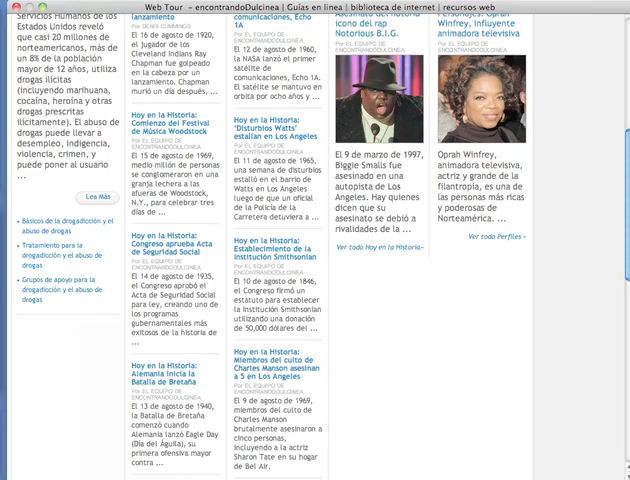 Web Tour – encontrandoDulcinea | Guías en linea | biblioteca de internet | recursos web
Servicios Humanos de los
Estados Unidos reveló
que casi 20 millones de
norteamericanos, más de
un 8% de la población
mayor de 12 años, utiliza
drogas ilícitas
(incluyendo marihuana,
cocaína, heroína y otras
drogas prescritas
ilícitamente). El abuso de
drogas puede llevar a
desempleo, indigencia,
violencia, crimen, y
puede poner al usuario
...
Lea Más
Básicos de la drogadicción y el
abuso de drogas
Tratamiento para la
drogadicción y el abuso de
drogas
Grupos de apoyo para la
drogadicción y el abuso de
drogas
lanzamiento
Por DENIS CUMMINGS
El 16 de agosto de 1920,
el jugador de los
Cleveland Indians Ray
Chapman fue golpeado
en la cabeza por un
lanzamiento. Chapman
murió un día después, ...
Hoy en la Historia:
Comienzo del Festival
de Música Woodstock
Por EL EQUIPO DE
ENCONTRANDODULCINEA
El 15 de agosto de 1969,
medio millón de personas
se conglomeraron en una
granja lechera a las
afueras de Woodstock,
N.Y., para celebrar tres
días de ...
Hoy en la Historia:
Congreso aprueba Acta
de Seguridad Social
Por EL EQUIPO DE
ENCONTRANDODULCINEA
El 14 de agosto de 1935,
el Congreso aprobó el
Acta de Seguridad Social
para ley, creando uno de
los programas
gubernamentales más
exitosos de la historia de
...
Hoy en la Historia:
Alemania inicia la
Batalla de Bretaña
Por EL EQUIPO DE
ENCONTRANDODULCINEA
El 13 de agosto de 1940,
la Batalla de Bretaña
comenzó cuando
Alemania lanzó Eagle Day
(Día del Águila), su
primera ofensiva mayor
contra ...
comunicaciones, Echo
1A
Por EL EQUIPO DE
ENCONTRANDODULCINEA
El 12 de agosto de 1960,
la NASA lanzó el primer
satélite de
comunicaciones, Echo 1A.
El satélite se mantuvo en
orbita por ocho años y ...
Hoy en la Historia:
‘Disturbios Watts’
estallan en Los Angeles
Por EL EQUIPO DE
ENCONTRANDODULCINEA
El 11 de agosto de 1965,
una semana de disturbios
estalló en el barrio de
Watts en Los Angeles
luego de que un oficial
de la Policía de la
Carretera detuviera a ...
Hoy en la Historia:
Establecimiento de la
Institución Smithsonian
Por EL EQUIPO DE
ENCONTRANDODULCINEA
El 10 de agosto de 1846,
el Congreso firmó un
estatuto para establecer
la Institución Smithsonian
utilizando una donación
de 50,000 dólares del ...
Hoy en la Historia:
Miembros del culto de
Charles Manson asesinan
a 5 en Los Angeles
Por EL EQUIPO DE
ENCONTRANDODULCINEA
El 9 de agosto de 1969,
miembros del culto de
Charles Manson
brutalmente asesinaron a
cinco personas,
incluyendo a la actriz
Sharon Tate en su hogar
de Bel Air.
Asesinato del notorio
icono del rap
Notorious B.I.G.
Por EL EQUIPO DE
ENCONTRANDODULCINEA
El 9 de marzo de 1997,
Biggie Smalls fue
asesinado en una
autopista de Los
Angeles. Hay quienes
dicen que su
asesinato se debió a
rivalidades de la ...
Ver todo Hoy en la Historia»
Personajes: Oprah
Winfrey, influyente
animadora televisiva
Por EL EQUIPO DE
ENCONTRANDODULCINEA
Oprah Winfrey,
animadora televisiva,
actriz y grande de la
filantropía, es una de
las personas más ricas
y poderosas de
Norteamérica. ...
Ver todo Perfiles »